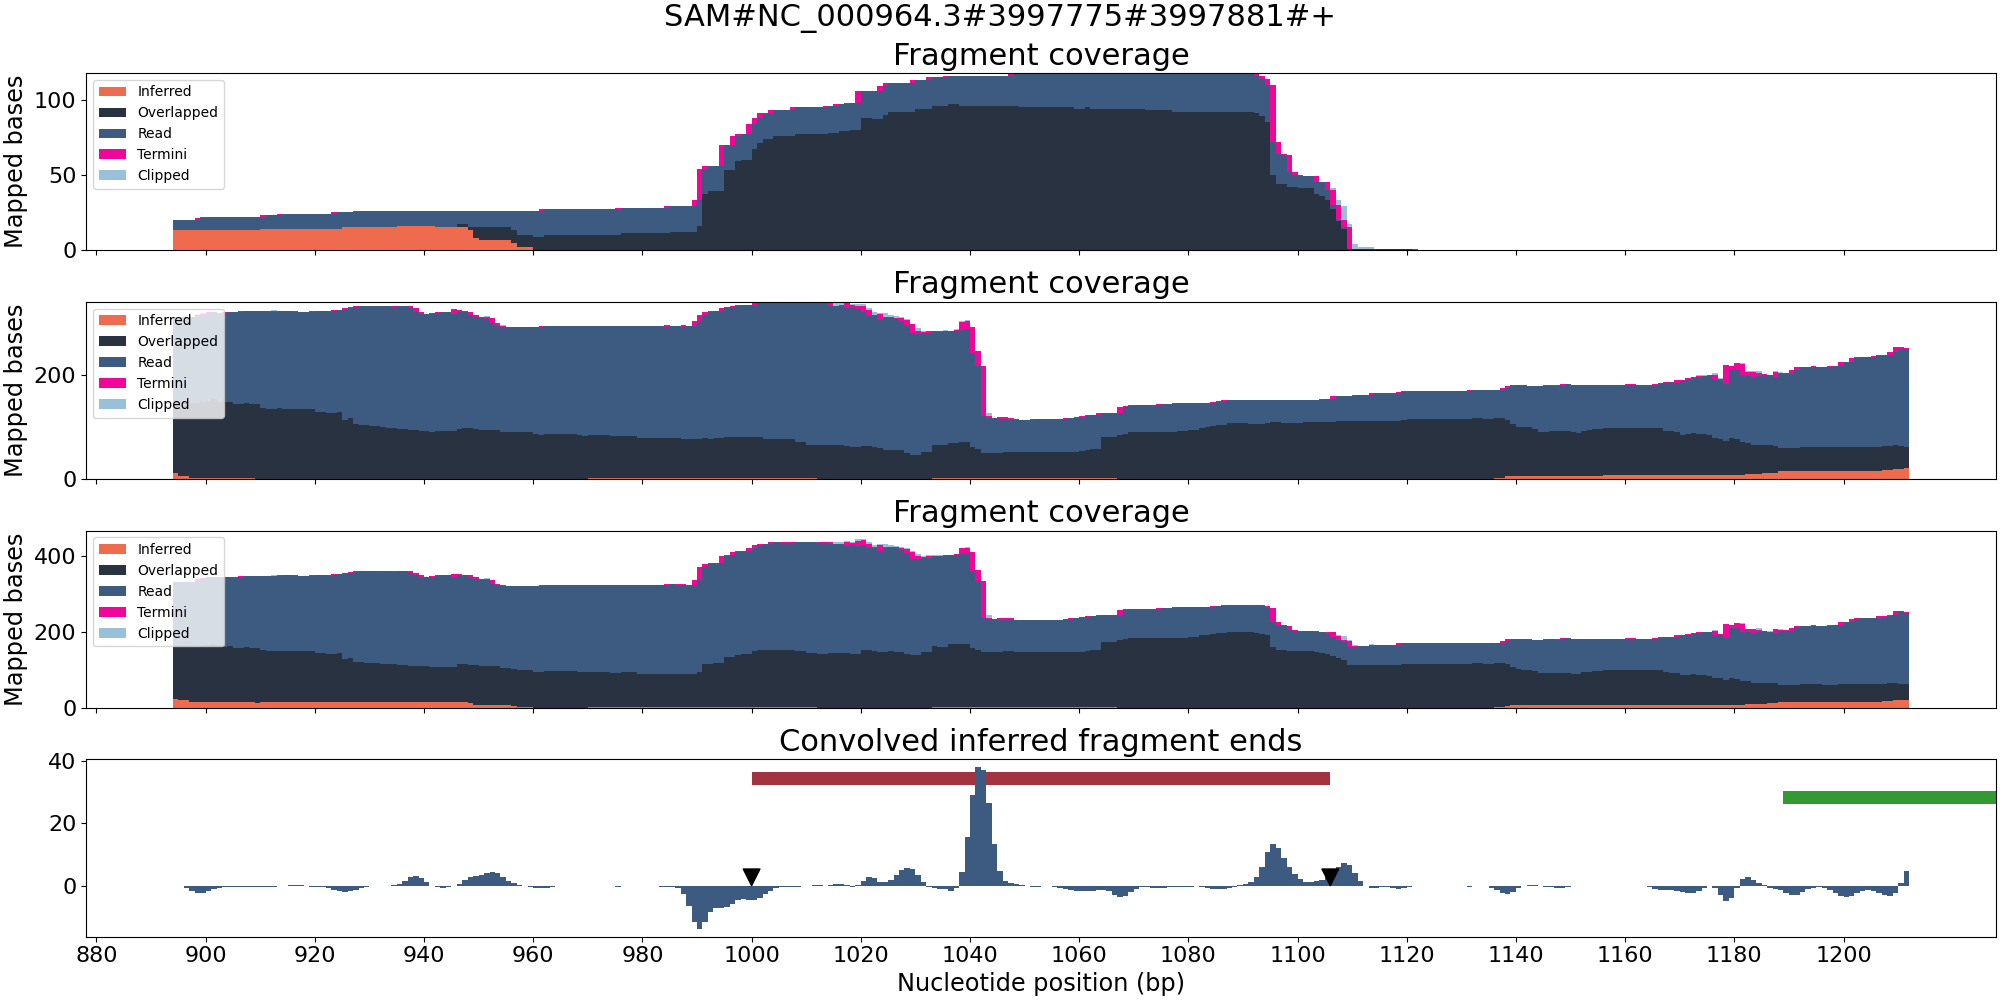 SAM#NC_000964.3#3997775#3997881#+
Fragment coverage
Mapped bases
100
50
0
Inferred
Overlapped
Read
Termini
Clipped
Fragment coverage
Mapped bases
200
0
Inferred
Overlapped
Read
Termini
Clipped
Fragment coverage
Mapped bases
400
200
0
Inferred
Overlapped
Read
Termini
Clipped
Convolved inferred fragment ends
40
20
0
880 900 920 940 960 980 1000 1020 1040 1060 1080 1100 1120 1140 1160 1180 1200
Nucleotide position (bp)